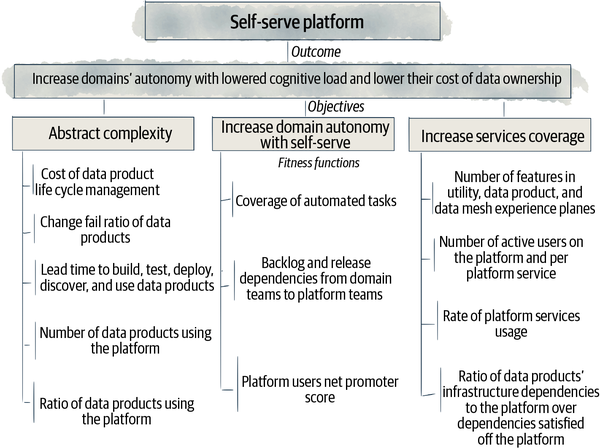 Self-serve platform
Outcome
Increase domains’ autonomy with lowered cognitive load and lower their cost of data ownership
Objectives
Abstract complexity
Increase domain autonomy
with self-serve
Increase services coverage
Fitness functions
Cost of data product
life cycle management
Change fail ratio of data
products
Lead time to build, test, deploy,
discover, and use data products
Number of data products using
the platform
Ratio of data products using
the platform
Coverage of automated tasks
Backlog and release
dependencies from domain
teams to platform teams
Platform users net promoter
score
Number of features in
utility, data product, and
data mesh experience planes
Number of active users on
the platform and per
platform service
Rate of platform services
usage
Ratio of data products’
infrastructure dependencies
to the platform over
dependencies satisfied
off the platform